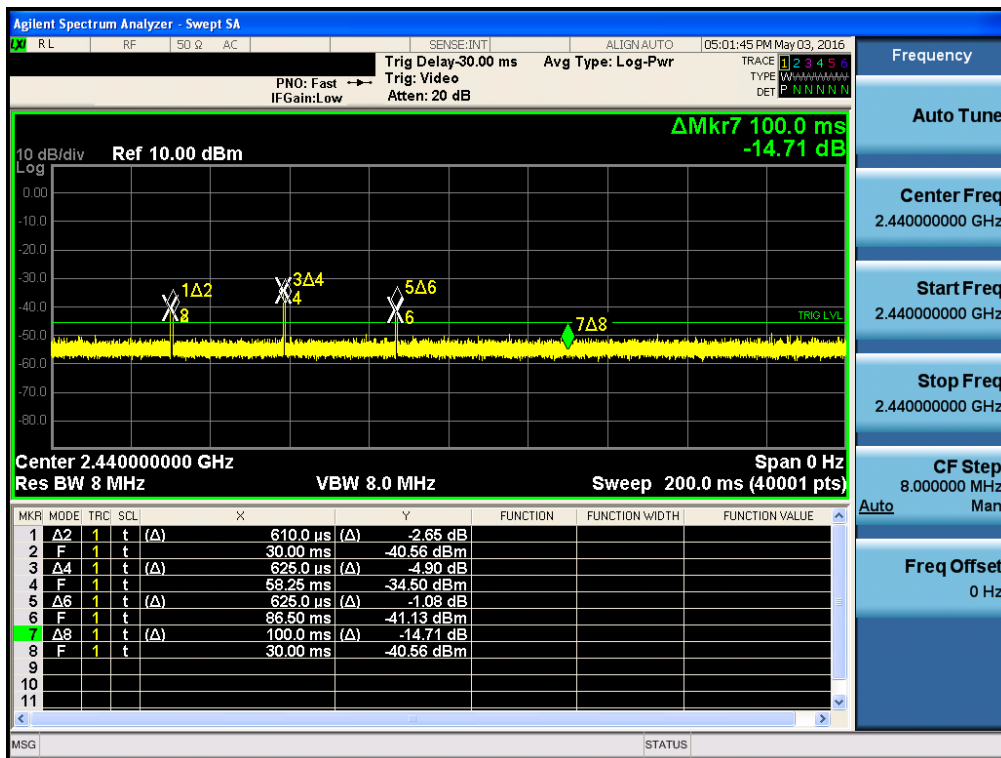 Agilent Spectrum Analyzer - Swept SA
LXI RL RF 50 Ω AC SENSE:INT ALIGN AUTO 05:01:45 PM May 03, 2016
Trig Delay-30.00 ms Avg Type: Log-Pwr TRACE 1 2 3 4 5 6
PNO: Fast Trig: Video TYPE W
IFGain:Low Atten: 20 dB DET P N N N N N
ΔMkr7 100.0 ms
-14.71 dB
10 dB/div Ref 10.00 dBm
Log
0.00
-10.0
-20.0
-30.0
-40.0
-50.0
-60.0
-70.0
-80.0
1Δ2
3Δ4
4
5Δ6
6
7Δ8
TRIG LVL
Center 2.440000000 GHz Span 0 Hz
Res BW 8 MHz VBW 8.0 MHz Sweep 200.0 ms (40001 pts)
MKR MODE TRC SCL X Y FUNCTION FUNCTION WIDTH FUNCTION VALUE
1 Δ2 1 t (Δ) 610.0 µs (Δ) -2.65 dB
2 F 1 t 30.00 ms -40.56 dBm
3 Δ4 1 t (Δ) 625.0 µs (Δ) -4.90 dB
4 F 1 t 58.25 ms -34.50 dBm
5 Δ6 1 t (Δ) 625.0 µs (Δ) -1.08 dB
6 F 1 t 86.50 ms -41.13 dBm
7 Δ8 1 t (Δ) 100.0 ms (Δ) -14.71 dB
8 F 1 t 30.00 ms -40.56 dBm
9
10
11
MSG STATUS
Frequency
Auto Tune
Center Freq
2.440000000 GHz
Start Freq
2.440000000 GHz
Stop Freq
2.440000000 GHz
CF Step
8.000000 MHz
Auto Man
Freq Offset
0 Hz